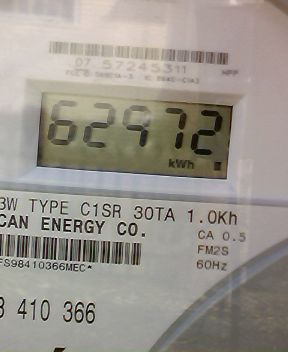 07 57245311
62972
kWh
3W TYPE C1SR 30TA 1.0Kh
CAN ENERGY CO.
CA 0.5
FM2S
FS98410366MEC*
60Hz
3 410 366